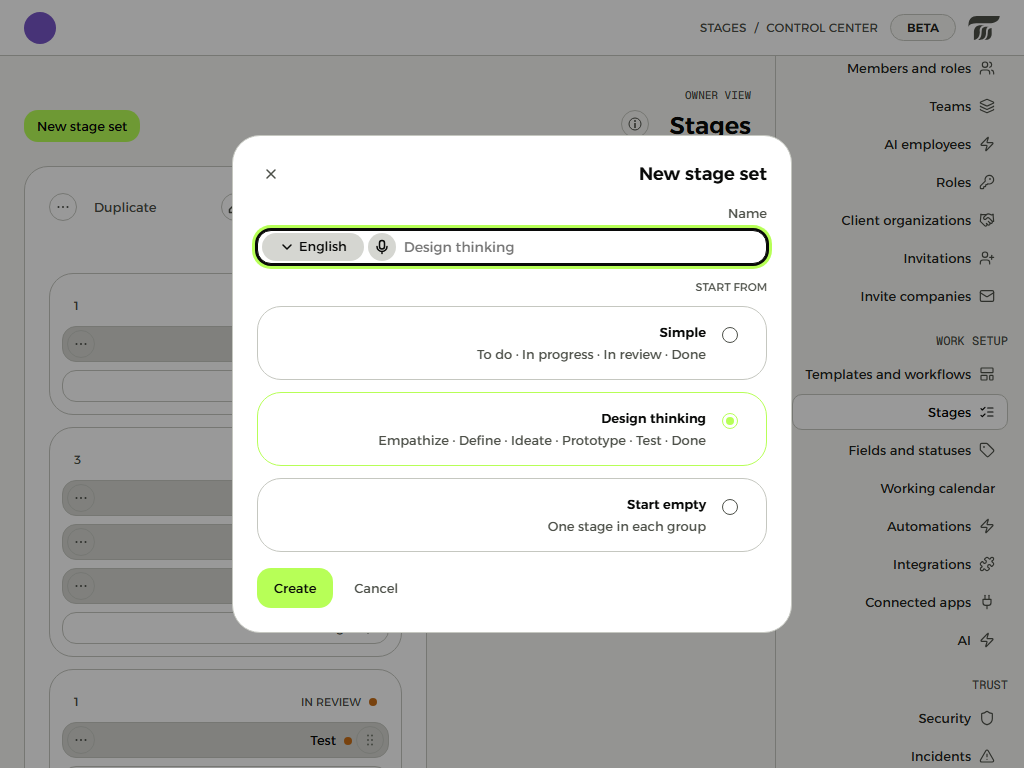 STAGES / CONTROL CENTER
BETA
Members and roles
Teams
AI employees
Roles
Client organizations
Invitations
Invite companies
WORK SETUP
Templates and workflows
Stages
Fields and statuses
Working calendar
Automations
Integrations
Connected apps
AI
TRUST
Security
Incidents
OWNER VIEW
Stages
New stage set
Duplicate
1
3
1
IN REVIEW
Test
New stage set
Name
English
Design thinking
START FROM
Simple
To do · In progress · In review · Done
Design thinking
Empathize · Define · Ideate · Prototype · Test · Done
Start empty
One stage in each group
Create
Cancel